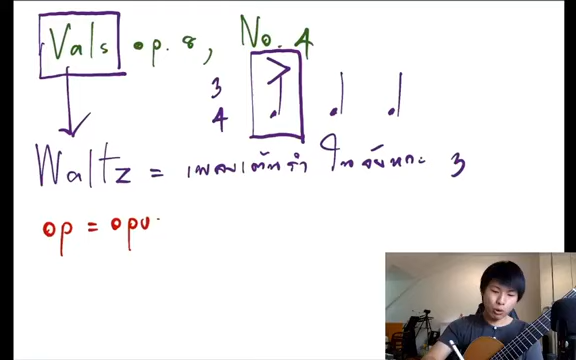 Vals op. 8, No. 4
3
4
>
Waltz = เพลงเต้นรำ ในจังหวะ 3
op = opu